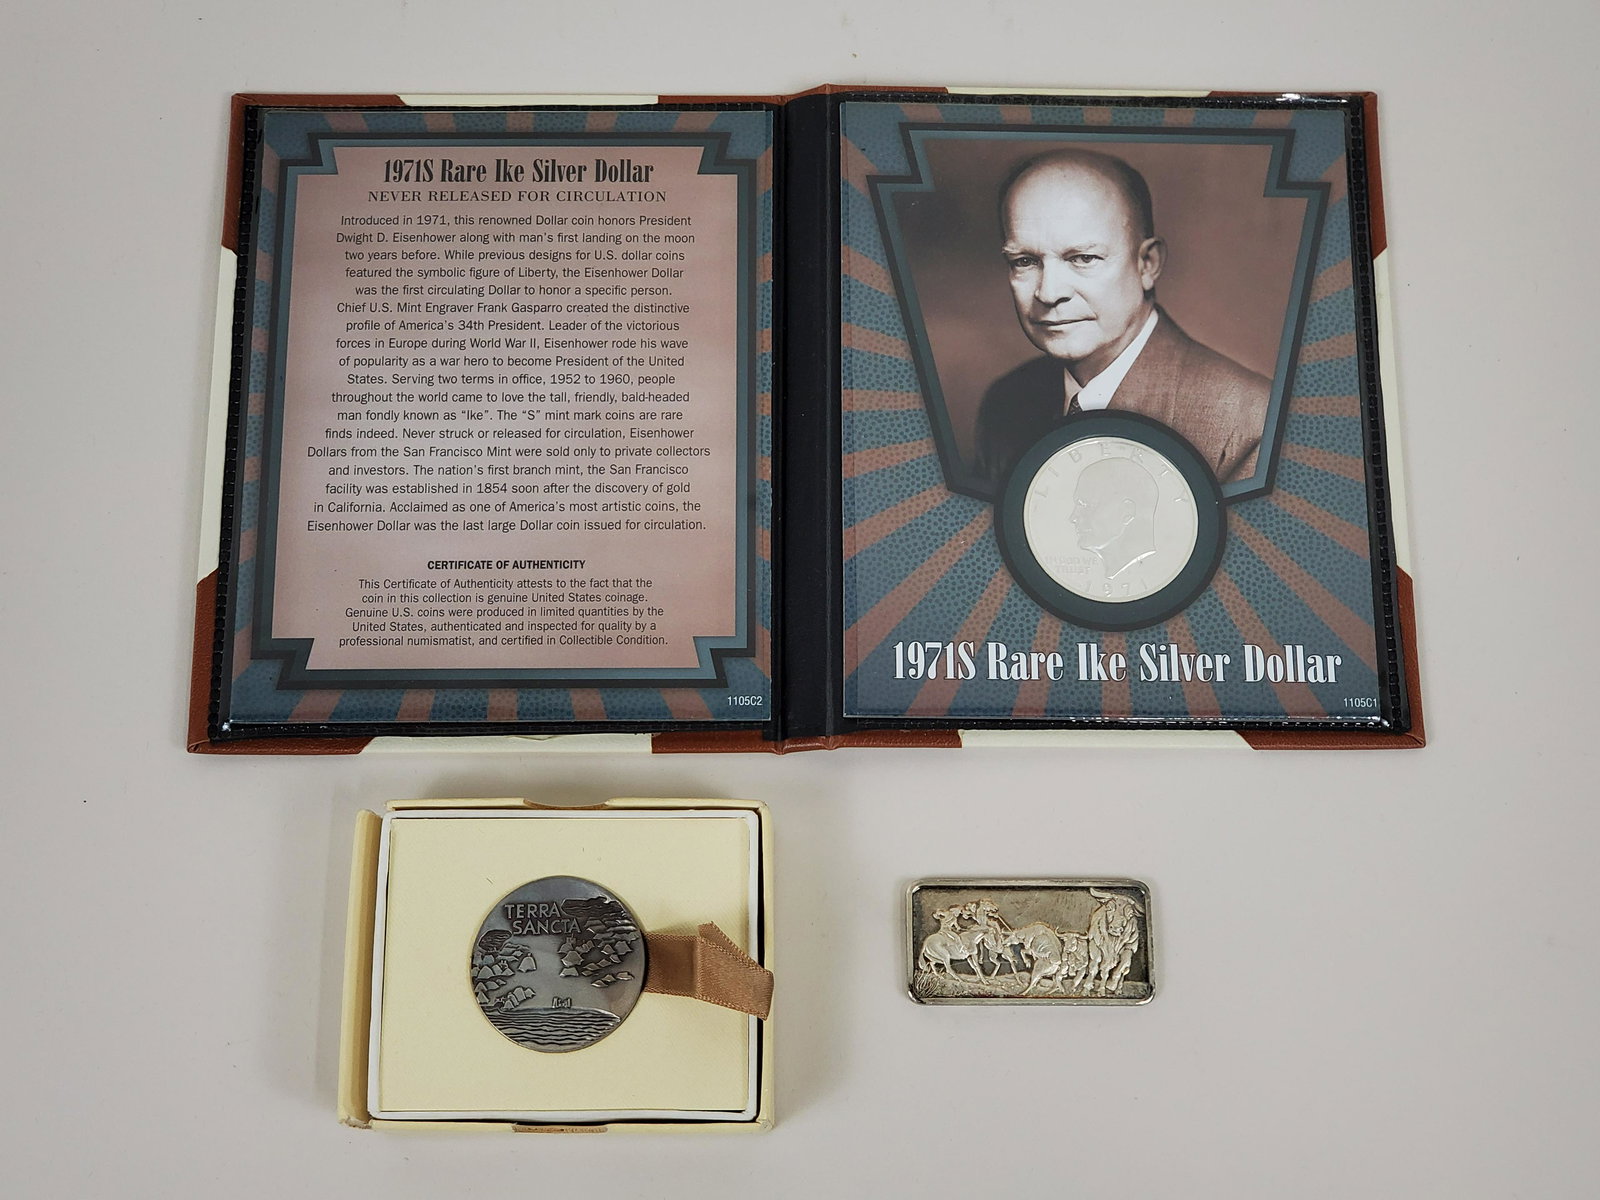 1971S Rare Ike Silver Dollar
NEVER RELEASED FOR CIRCULATION
Introduced in 1971, this renowned Dollar coin honors President
Dwight D. Eisenhower along with man's first landing on the moon
two years before. While previous designs for U.S. dollar coins
featured the symbolic figure of Liberty, the Eisenhower Dollar
was the first circulating Dollar to honor a specific person.
Chief U.S. Mint Engraver Frank Gasparro created the distinctive
profile of America's 34th President. Leader of the victorious
forces in Europe during World War II, Eisenhower rode his wave
of popularity as a war hero to become President of the United
States. Serving two terms in office, 1952 to 1960, people
throughout the world came to love the tall, friendly, bald-headed
man fondly known as “Ike”. The “S” mint mark coins are rare
finds indeed. Never struck or released for circulation, Eisenhower
Dollars from the San Francisco Mint were sold only to private collectors
and investors. The nation's first branch mint, the San Francisco
facility was established in 1854 soon after the discovery of gold
in California. Acclaimed as one of America's most artistic coins, the
Eisenhower Dollar was the last large Dollar coin issued for circulation.
CERTIFICATE OF AUTHENTICITY
This Certificate of Authenticity attests to the fact that the
coin in this collection is genuine United States coinage.
Genuine U.S. coins were produced in limited quantities by the
United States, authenticated and inspected for quality by a
professional numismatist, and certified in Collectible Condition.
1105C2
LIBERTY
IN GOD WE
TRUST
1971
1971S Rare Ike Silver Dollar
1105C1
TERRA
SANCTA